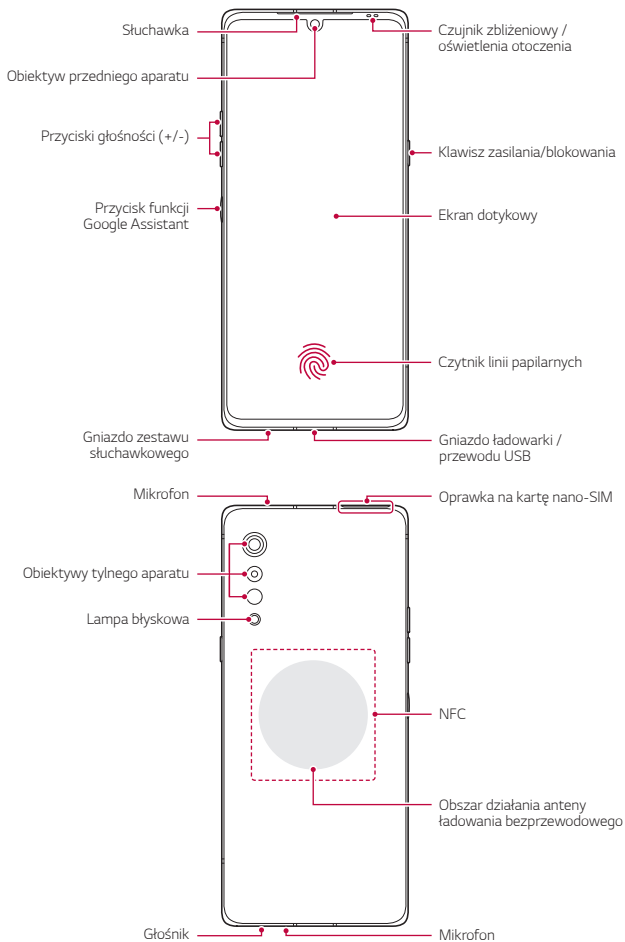 Słuchawka
Czujnik zbliżeniowy /
oświetlenia otoczenia
Obiektyw przedniego aparatu
Przyciski głośności (+/-)
Klawisz zasilania/blokowania
Przycisk funkcji
Google Assistant
Ekran dotykowy
Czytnik linii papilarnych
Gniazdo zestawu
słuchawkowego
Gniazdo ładowarki /
przewodu USB
Mikrofon
Oprawka na kartę nano-SIM
Obiektywy tylnego aparatu
Lampa błyskowa
NFC
Obszar działania anteny
ładowania bezprzewodowego
Głośnik
Mikrofon